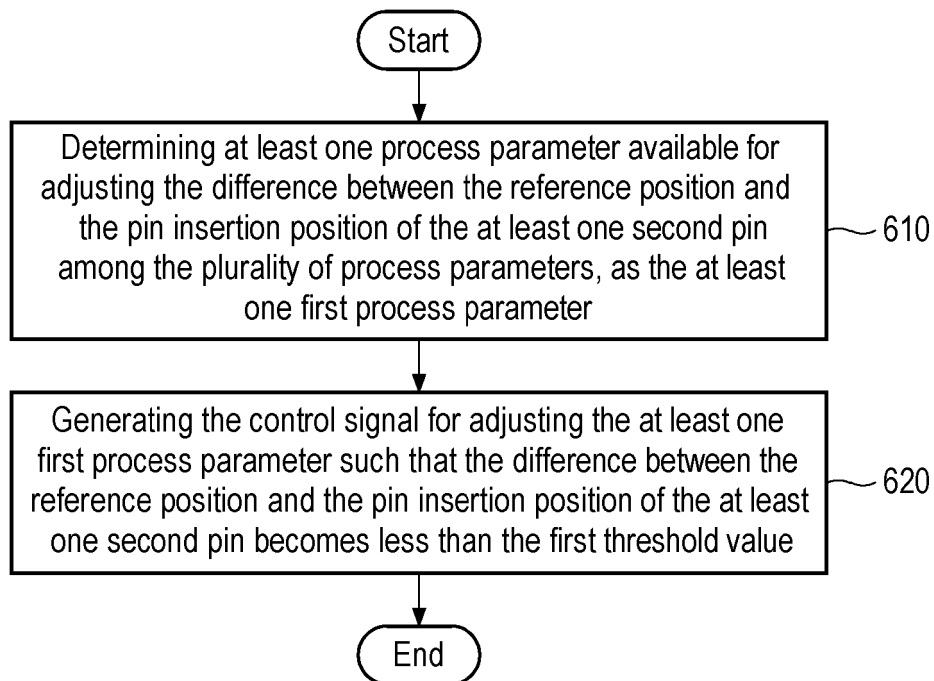 Start
Determining at least one process parameter available for
adjusting the difference between the reference position and
the pin insertion position of the at least one second pin
among the plurality of process parameters, as the at least
one first process parameter
610
Generating the control signal for adjusting the at least one
first process parameter such that the difference between the
reference position and the pin insertion position of the at least
one second pin becomes less than the first threshold value
620
End